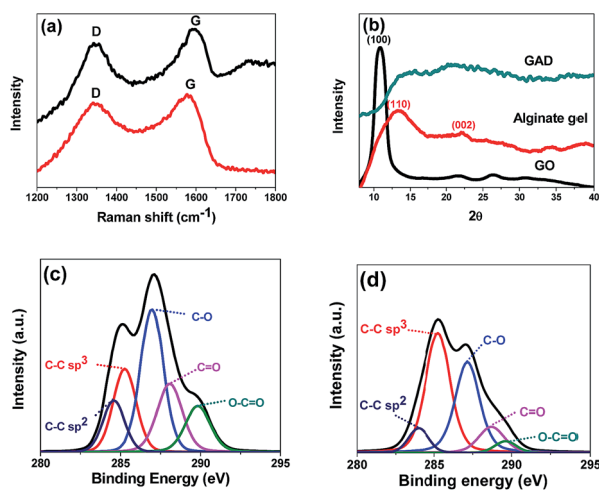 (a)
D
G
D
G
Intensity
1200 1300 1400 1500 1600 1700 1800
Raman shift (cm-1)
(b)
(100)
GAD
(110)
Alginate gel
(002)
GO
Intensity
10 15 20 25 30 35 40
2θ
(c)
C-O
C-C sp3
C=O
C-C sp2
O-C=O
Intensity (a.u.)
280 285 290 295
Binding Energy (eV)
(d)
C-C sp3
C-O
C-C sp2
C=O
O-C=O
Intensity (a.u.)
280 285 290 295
Binding energy (eV)